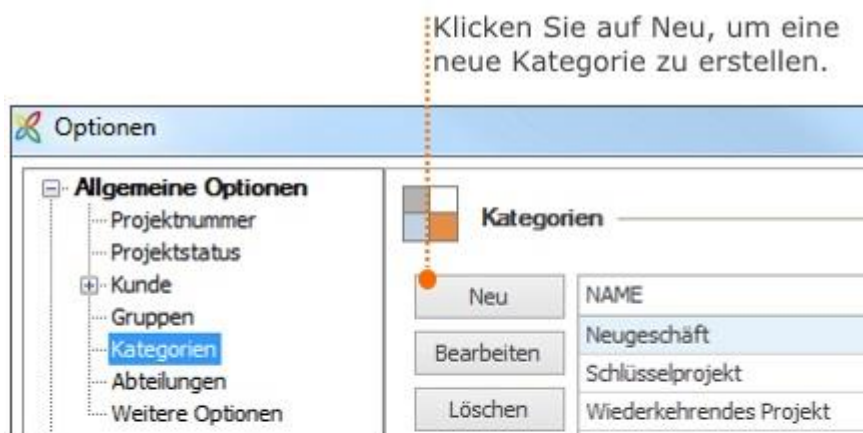 Klicken Sie auf Neu, um eine
neue Kategorie zu erstellen.
Optionen
Allgemeine Optionen
Projektnummer
Projektstatus
Kunde
Gruppen
Kategorien
Abteilungen
Weitere Optionen
Kategorien
Neu
Bearbeiten
Löschen
NAME
Neugeschäft
Schlüsselprojekt
Wiederkehrendes Projekt